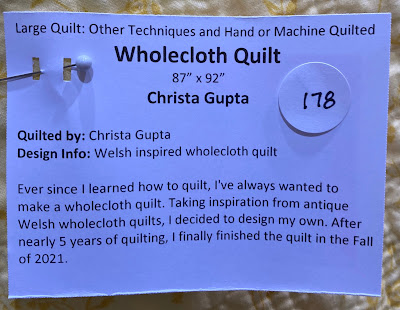 Large Quilt: Other Techniques and Hand or Machine Quilted
Wholecloth Quilt
87" x 92"
Christa Gupta
178
Quilted by: Christa Gupta
Design Info: Welsh inspired wholecloth quilt
Ever since I learned how to quilt, I've always wanted to
make a wholecloth quilt. Taking inspiration from antique
Welsh wholecloth quilts, I decided to design my own. After
nearly 5 years of quilting, I finally finished the quilt in the Fall
of 2021.